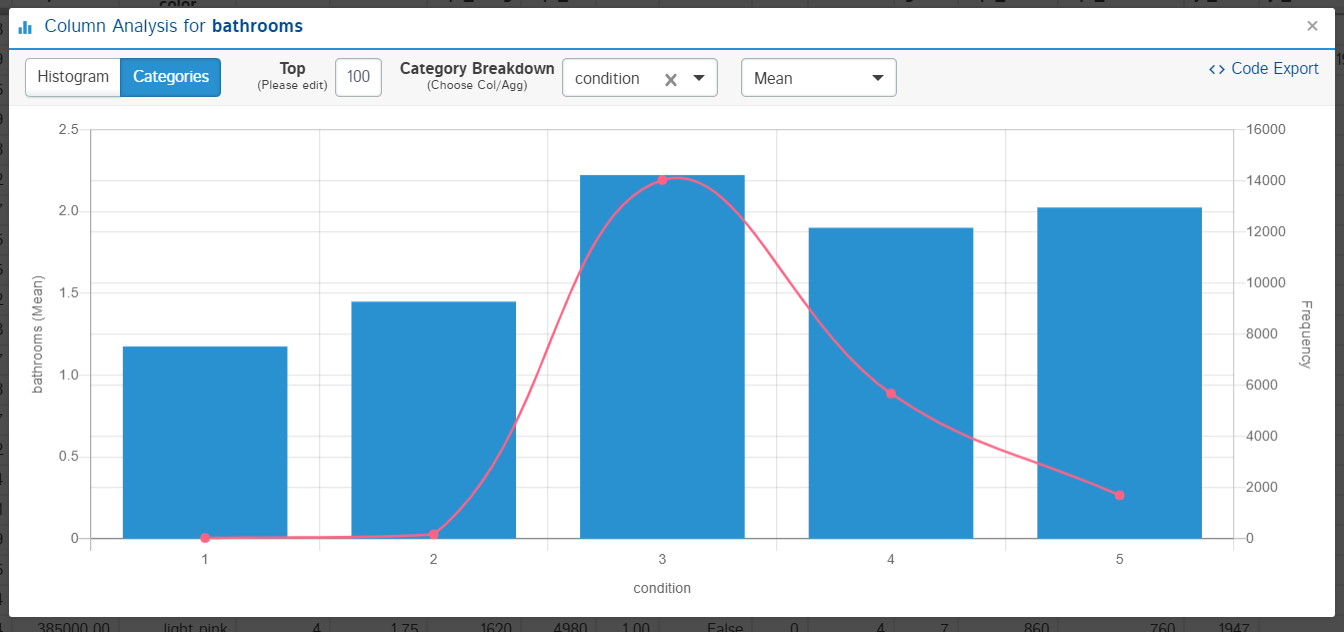 color
Column Analysis for bathrooms ×
Histogram Categories Top (Please edit) 100 Category Breakdown (Choose Col/Agg) condition × Mean <> Code Export
2.5 16000
14000
2.0
12000
1.5 10000
8000
1.0
6000
4000
0.5
2000
0 0
bathrooms (Mean)
Frequency
1 2 3 4 5
condition
385000.00 light pink 4 1.75 1620 4980 1.00 False 0 4 7 860 760 1947